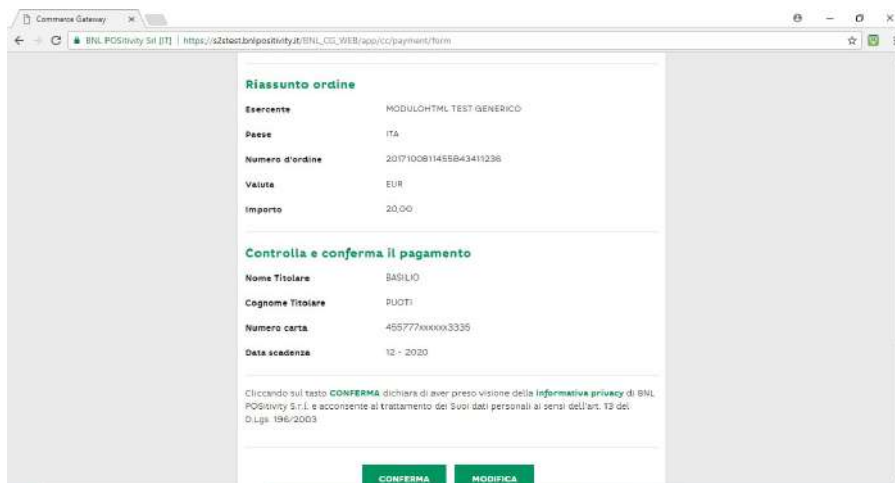 Commerce Gateway
BNL POSitivity Srl [IT] | https://s2stest.bnlpositivity.it/BNL_CG_WEB/app/cc/payment/form
Riassunto ordine
Esercente MODULOHTML TEST GENERICO
Paese ITA
Numero d'ordine
Valuta EUR
Importo 20,00
Controlla e conferma il pagamento
Nome Titolare BASILIO
Cognome Titolare PUOTI
Numero carta 455777xxxxxx3335
Data scadenza 12 - 2020
Cliccando sul tasto CONFERMA dichiara di aver preso visione della informativa privacy di BNL
POSitivity S.r.l. e acconsente al trattamento dei Suoi dati personali ai sensi dell'art. 13 del
D.Lgs. 196/2003
CONFERMA MODIFICA